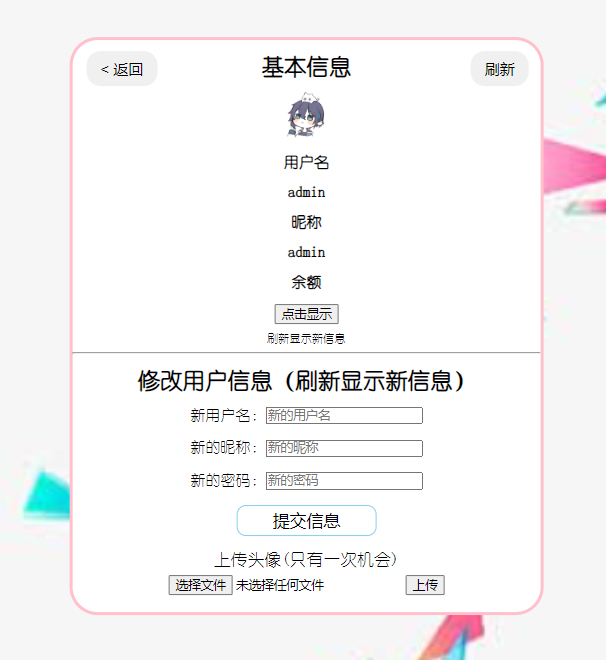 < 返回 基本信息 刷新
用户名
admin
昵称
admin
余额
点击显示
刷新显示新信息
修改用户信息（刷新显示新信息）
新用户名: 新的用户名
新的昵称: 新的昵称
新的密码: 新的密码
提交信息
上传头像(只有一次机会)
选择文件 未选择任何文件 上传